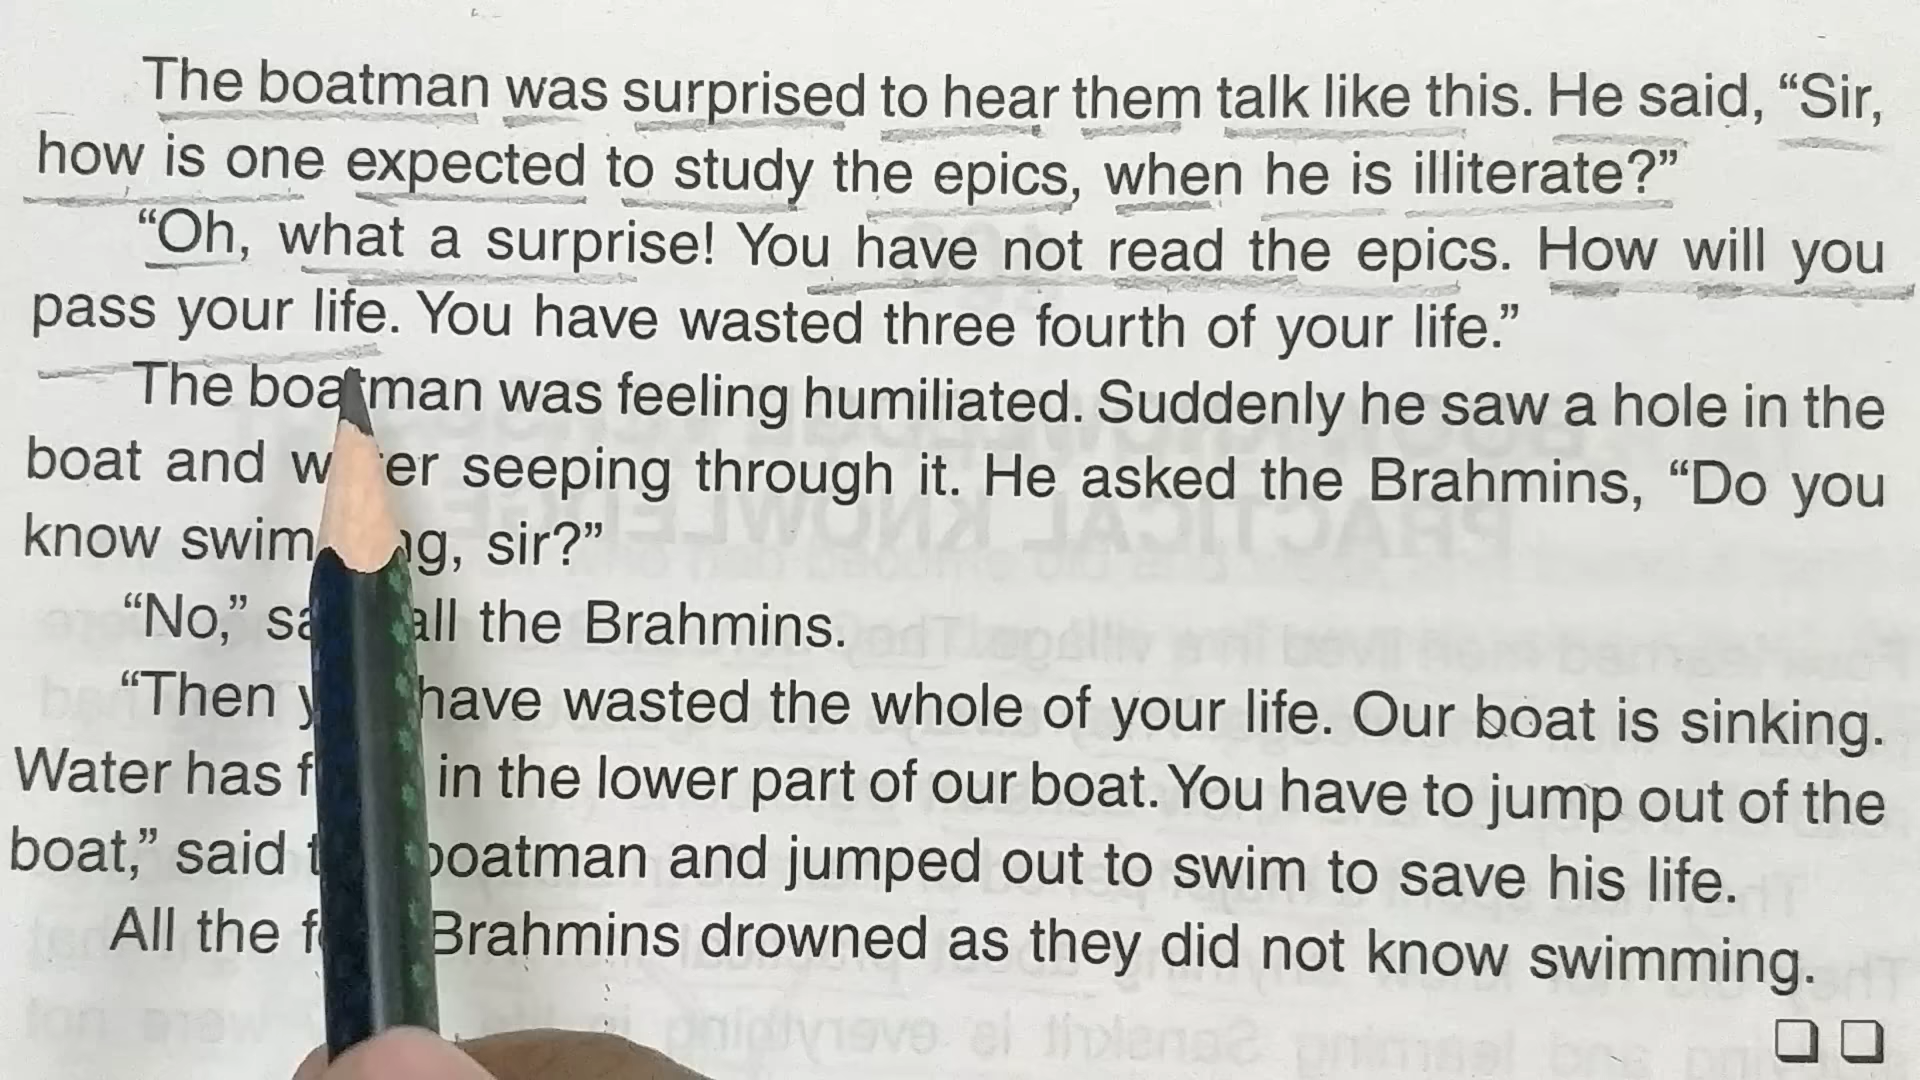 The boatman was surprised to hear them talk like this. He said, “Sir,
how is one expected to study the epics, when he is illiterate?”
“Oh, what a surprise! You have not read the epics. How will you
pass your life. You have wasted three fourth of your life.”
The boatman was feeling humiliated. Suddenly he saw a hole in the
boat and seeping through it. He asked the Brahmins, “Do you
know sir?”
“No,” all the Brahmins.
“Then have wasted the whole of your life. Our boat is sinking.
Water has in the lower part of our boat. You have to jump out of the
boat,” said boatman and jumped out to swim to save his life.
All the Brahmins drowned as they did not know swimming.